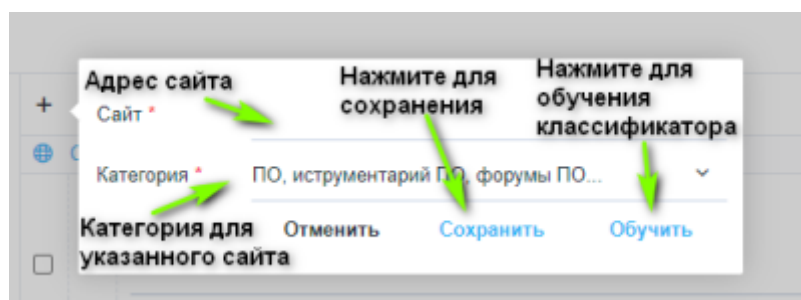 Адрес сайта
Нажмите для
сохранения
Нажмите для
обучения
классификатора
+
Сайт *
Категория *
ПО, иструментарий ПО, форумы ПО...
Категория для
указанного сайта
Отменить
Сохранить
Обучить